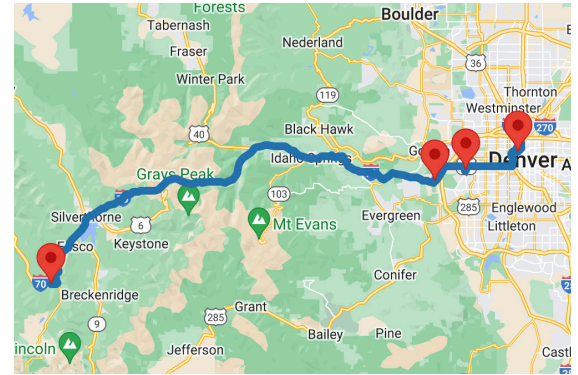 Forests
Boulder
Tabernash
Nederland
Fraser
36
Winter Park
Thornton
119
Westminster
270
40
Black Hawk
Denver
Idaho Springs
Grays Peak
103
285
Silverthorne
6
Mt Evans
Evergreen
Englewood
Littleton
Frisco
Keystone
70
Conifer
Breckenridge
Grant
9
285
Bailey
Pine
Jefferson